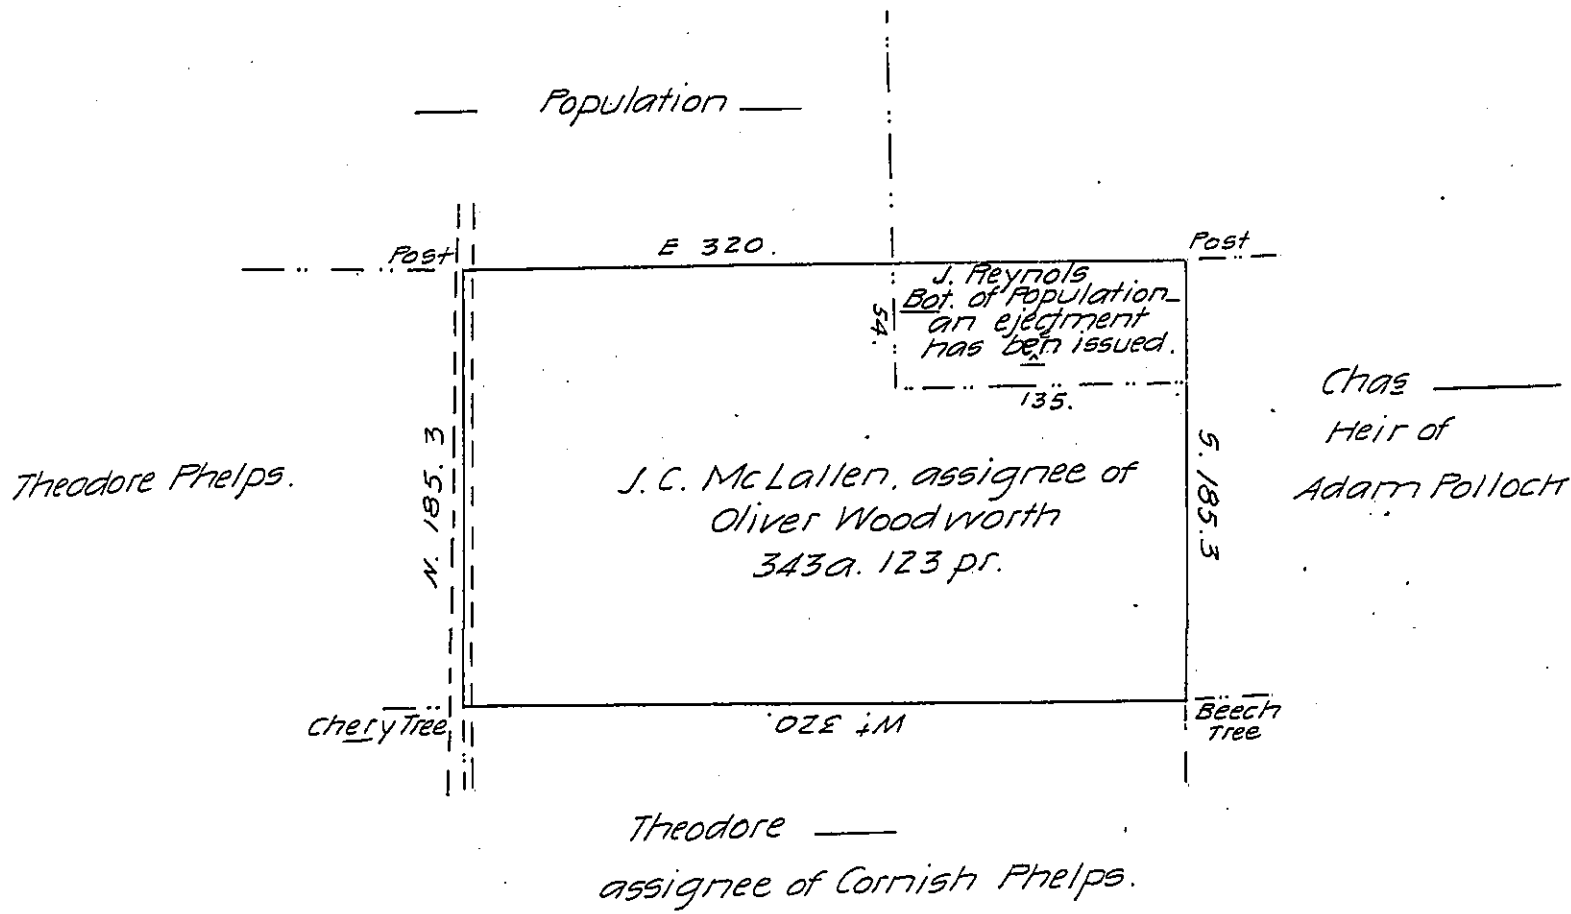 Population
Post
E 320.
Post
J. Reynols
Bot. of Population
an ejectment
has ben issued.
54.
135.
Chas
Heir of
Adam Pollock
Theodore Phelps.
N. 185.3
S. 185.3
J. C. McLallen, assignee of
Oliver Woodworth
343a. 123 pr.
Chery Tree
Wt 320.
Beech
Tree
Theodore
assignee of Cornish Phelps.